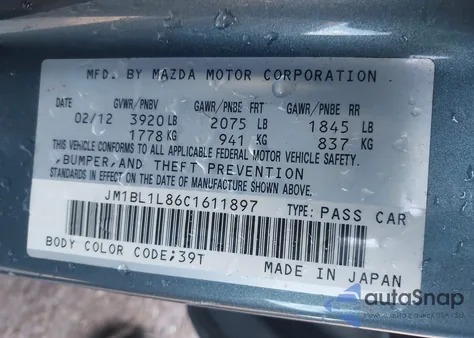 MFD. BY MAZDA MOTOR CORPORATION
DATE GVWR/PNBV GAWR/PNBE FRT GAWR/PNBE RR
02/12 3920 LB 2075 LB 1845 LB
1778 KG 941 KG 837 KG
THIS VEHICLE CONFORMS TO ALL APPLICABLE FEDERAL MOTOR VEHICLE SAFETY,
BUMPER, AND THEFT PREVENTION
STANDARDS IN EFFECT ON THE DATE OF MANUFACTURE SHOWN ABOVE.
JM1BL1L86C1611897 TYPE: PASS CAR
BODY COLOR CODE;39T
MADE IN JAPAN
autoSnap